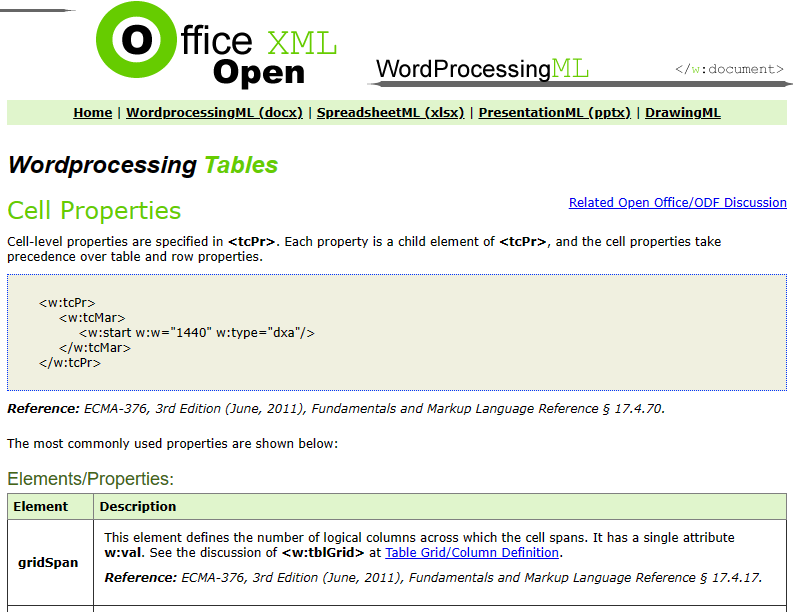 Office XML
Open
WordProcessingML
</w:document>
Home | WordprocessingML (docx) | SpreadsheetML (xlsx) | PresentationML (pptx) | DrawingML
Wordprocessing Tables
Cell Properties
Related Open Office/ODF Discussion
Cell-level properties are specified in <tcPr>. Each property is a child element of <tcPr>, and the cell properties take
precedence over table and row properties.
<w:tcPr>
<w:tcMar>
<w:start w:w="1440" w:type="dxa"/>
</w:tcMar>
</w:tcPr>
Reference: ECMA-376, 3rd Edition (June, 2011), Fundamentals and Markup Language Reference § 17.4.70.
The most commonly used properties are shown below:
Elements/Properties:
Element Description
gridSpan
This element defines the number of logical columns across which the cell spans. It has a single attribute
w:val. See the discussion of <w:tblGrid> at Table Grid/Column Definition.
Reference: ECMA-376, 3rd Edition (June, 2011), Fundamentals and Markup Language Reference § 17.4.17.